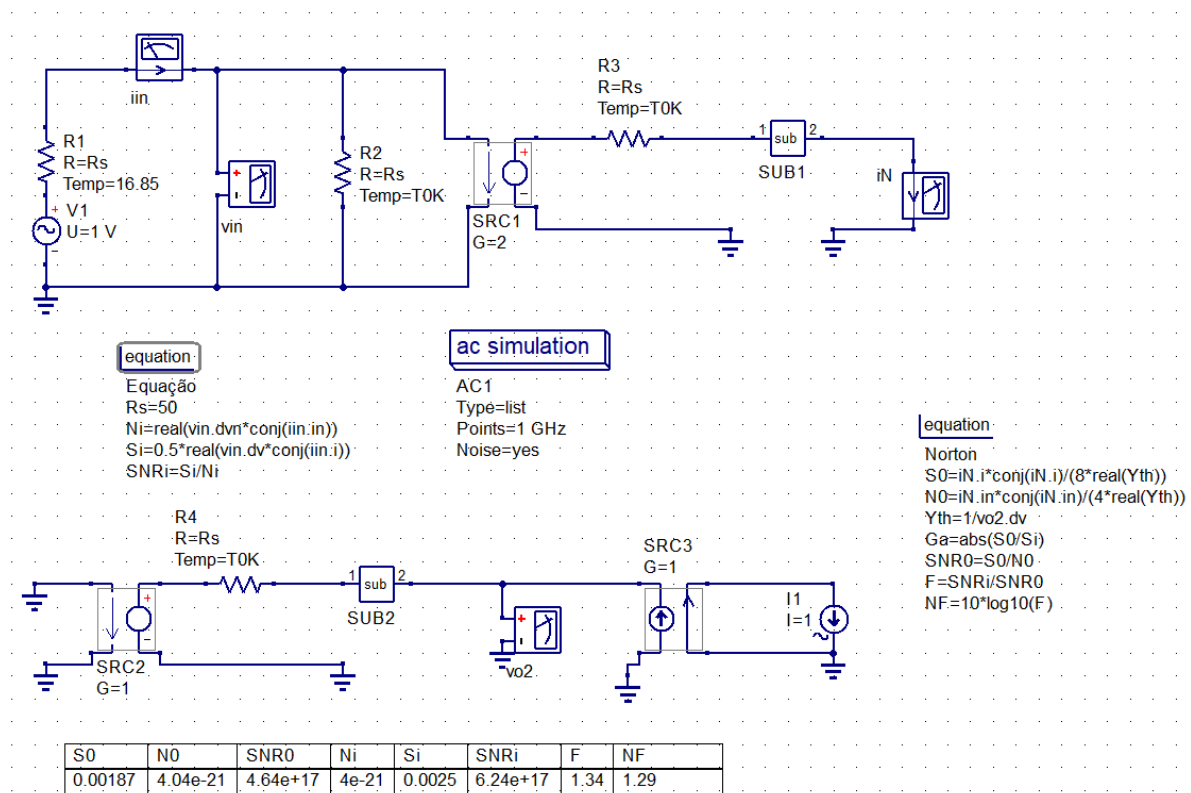 iin
R1
R=Rs
Temp=16.85
V1
U=1 V
vin
R2
R=Rs
Temp=T0K
SRC1
G=2
R3
R=Rs
Temp=T0K
1 sub 2
SUB1
iN
equation
Equação
Rs=50
Ni=real(vin.dvn*conj(iin.in))
Si=0.5*real(vin.dv*conj(iin.i))
SNRi=Si/Ni
ac simulation
AC1
Type=list
Points=1 GHz
Noise=yes
equation
Norton
S0=iN.i*conj(iN.i)/(8*real(Yth))
N0=iN.in*conj(iN.in)/(4*real(Yth))
Yth=1/vo2.dv
Ga=abs(S0/Si)
SNR0=S0/N0
F=SNRi/SNR0
NF=10*log10(F)
SRC2
G=1
R4
R=Rs
Temp=T0K
1 sub 2
SUB2
vo2
SRC3
G=1
I1
I=1
S0 N0 SNR0 Ni Si SNRi F NF
0.00187 4.04e-21 4.64e+17 4e-21 0.0025 6.24e+17 1.34 1.29